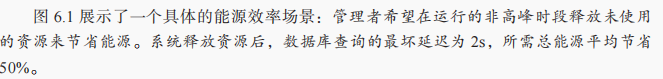 图 6.1 展示了一个具体的能源效率场景：管理者希望在运行的非高峰时段释放未使用
的资源来节省能源。系统释放资源后，数据库查询的最坏延迟为 2s，所需总能源平均节省
50%。